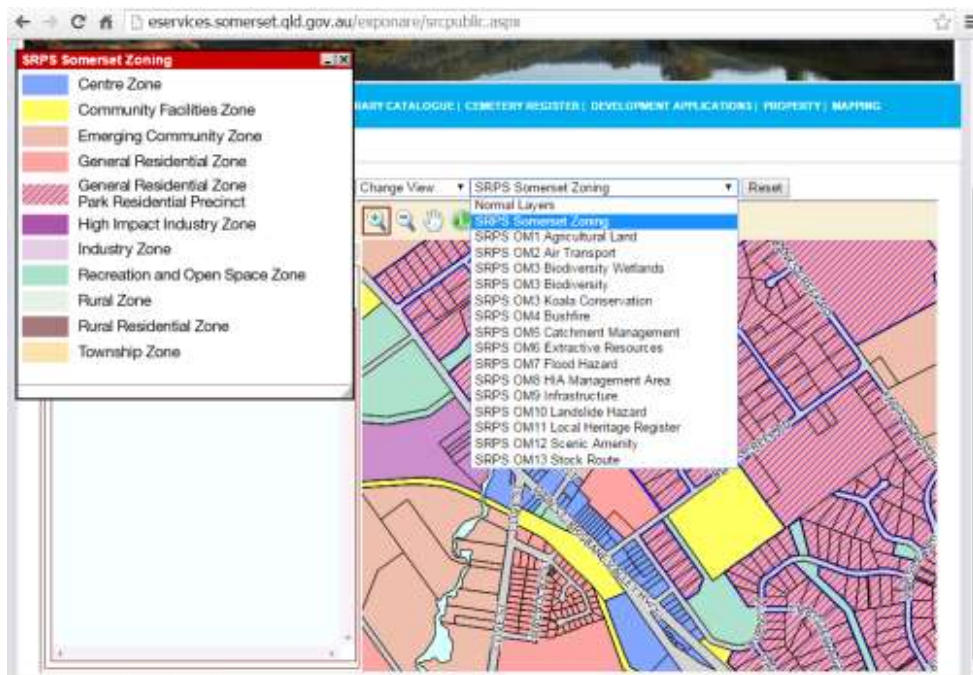 eservices.somerset.qld.gov.au/exponare/srcpublic.aspx
SRPS Somerset Zoning
Centre Zone
Community Facilities Zone
Emerging Community Zone
General Residential Zone
General Residential Zone
Park Residential Precinct
High Impact Industry Zone
Industry Zone
Recreation and Open Space Zone
Rural Zone
Rural Residential Zone
Township Zone
CATALOGUE | CEMETERY REGISTER | DEVELOPMENT APPLICATIONS | PROPERTY | MAPPING
Change View SRPS Somerset Zoning Reset
Normal Layers
SRPS Somerset Zoning
SRPS OM1 Agricultural Land
SRPS OM2 Air Transport
SRPS OM3 Biodiversity Wetlands
SRPS OM3 Biodiversity
SRPS OM3 Koala Conservation
SRPS OM4 Bushfire
SRPS OM5 Catchment Management
SRPS OM6 Extractive Resources
SRPS OM7 Flood Hazard
SRPS OM8 HIA Management Area
SRPS OM9 Infrastructure
SRPS OM10 Landslide Hazard
SRPS OM11 Local Heritage Register
SRPS OM12 Scenic Amenity
SRPS OM13 Stock Route